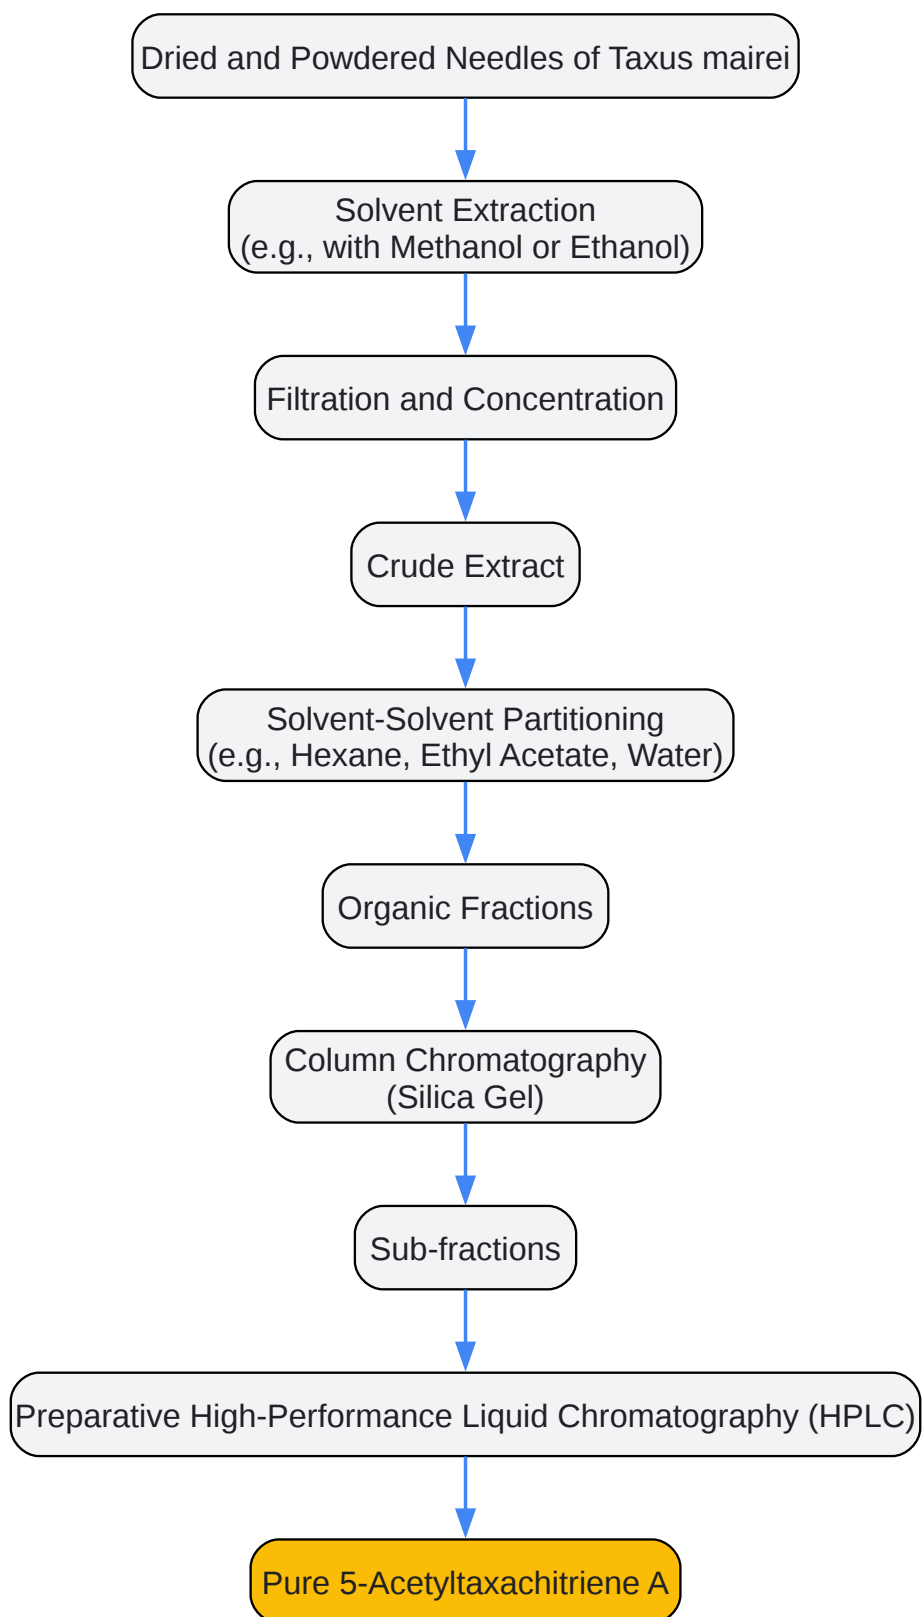 Dried and Powdered Needles of Taxus mairei
Solvent Extraction
(e.g., with Methanol or Ethanol)
Filtration and Concentration
Crude Extract
Solvent-Solvent Partitioning
(e.g., Hexane, Ethyl Acetate, Water)
Organic Fractions
Column Chromatography
(Silica Gel)
Sub-fractions
Preparative High-Performance Liquid Chromatography (HPLC)
Pure 5-Acetyltaxachitriene A